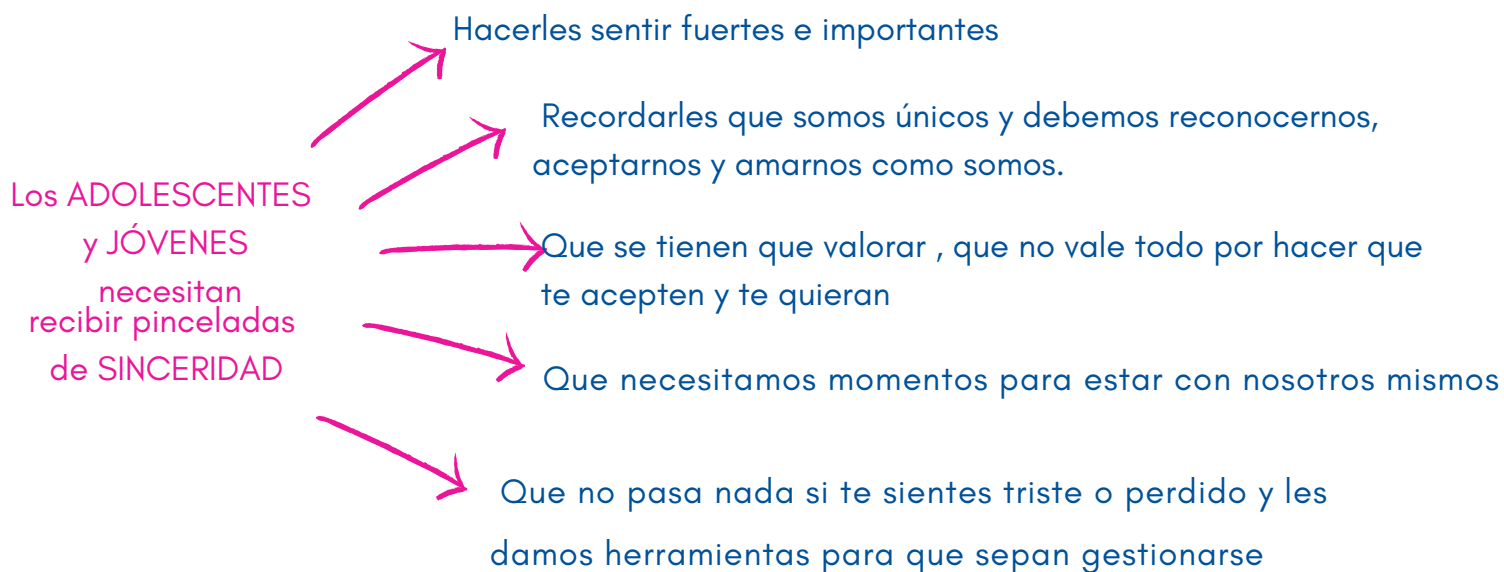 Hacerles sentir fuertes e importantes
Recordarles que somos únicos y debemos reconocernos,
aceptarnos y amarnos como somos.
Los ADOLESCENTES
y JÓVENES
necesitan
recibir pinceladas
de SINCERIDAD
Que se tienen que valorar , que no vale todo por hacer que
te acepten y te quieran
Que necesitamos momentos para estar con nosotros mismos
Que no pasa nada si te sientes triste o perdido y les
damos herramientas para que sepan gestionarse